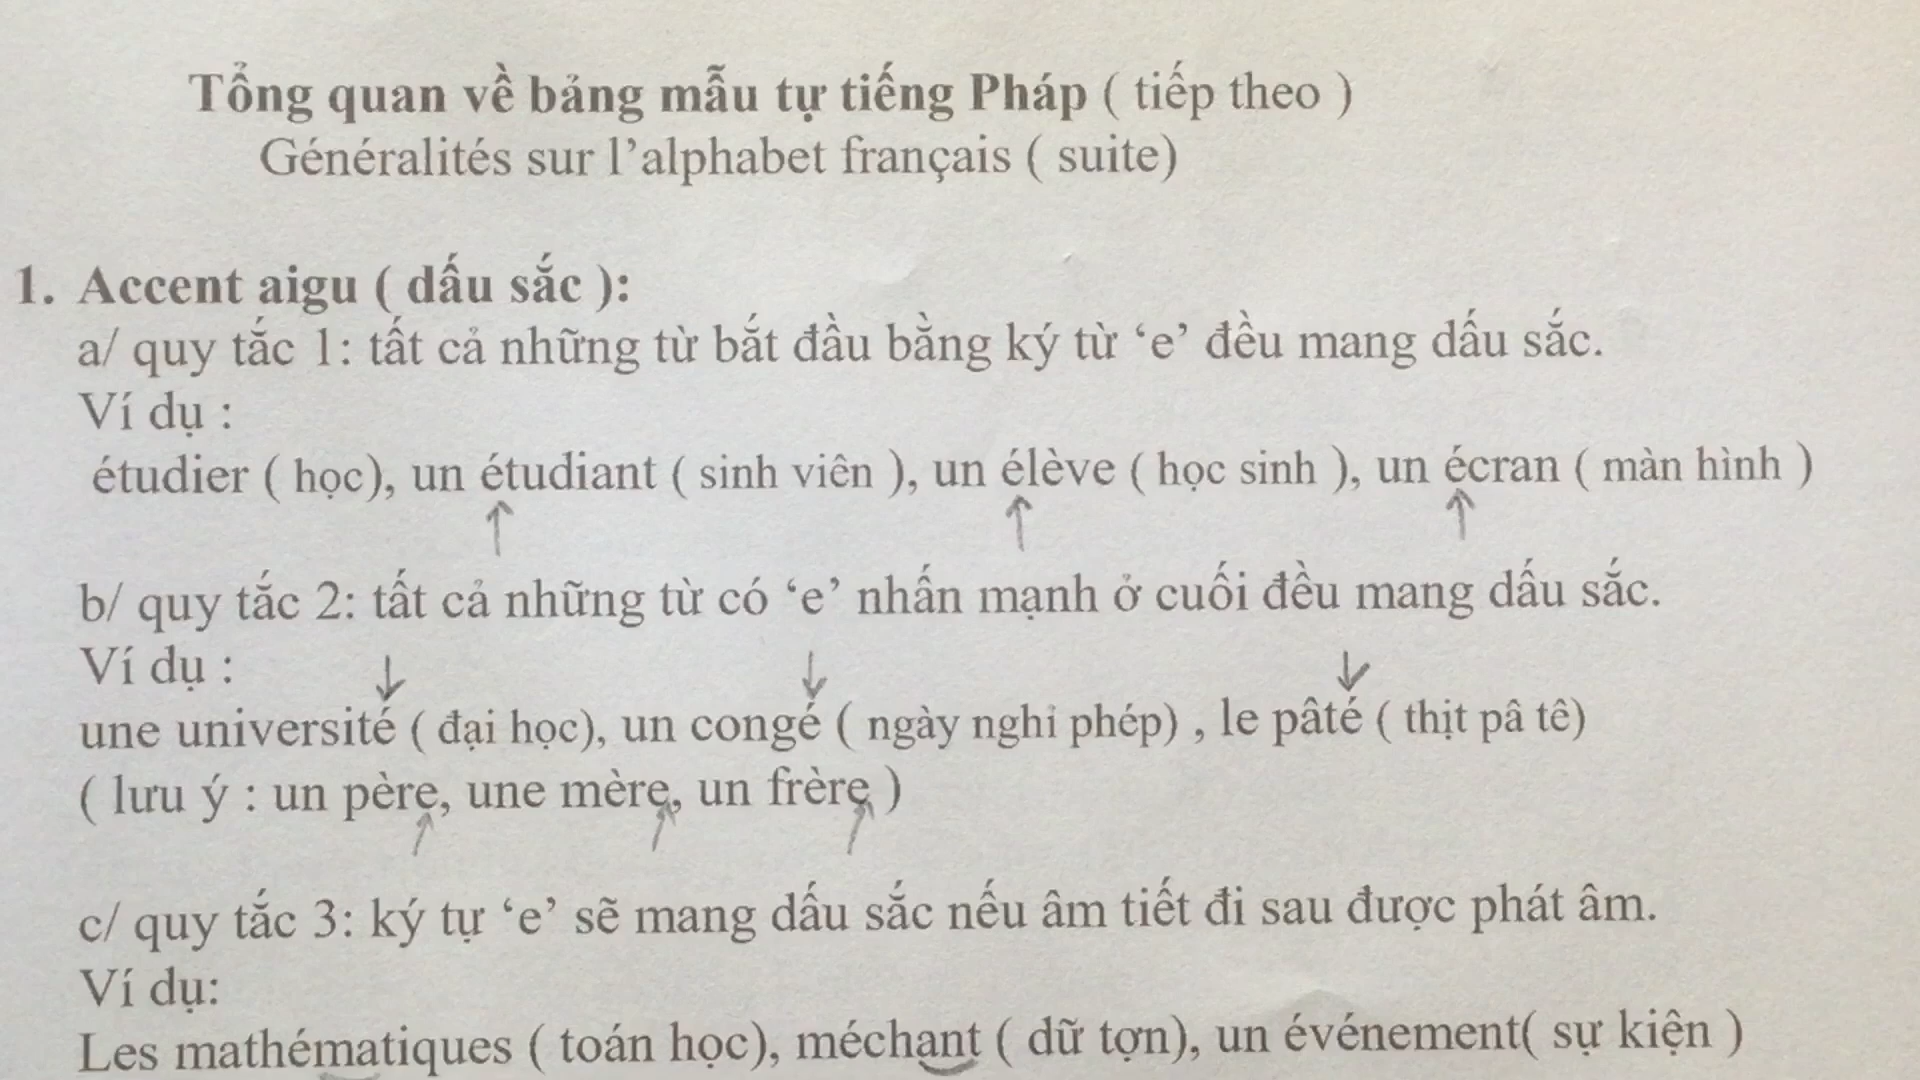 Tổng quan về bảng mẫu tự tiếng Pháp ( tiếp theo )
Généralités sur l’alphabet français ( suite)
1. Accent aigu ( dấu sắc ):
a/ quy tắc 1: tất cả những từ bắt đầu bằng ký từ ‘e’ đều mang dấu sắc.
Ví dụ :
étudier ( học), un étudiant ( sinh viên ), un élève ( học sinh ), un écran ( màn hình )
b/ quy tắc 2: tất cả những từ có ‘e’ nhấn mạnh ở cuối đều mang dấu sắc.
Ví dụ :
une université ( đại học), un congé ( ngày nghỉ phép) , le pâté ( thịt pâ tê)
( lưu ý : un père, une mère, un frère )
c/ quy tắc 3: ký tự ‘e’ sẽ mang dấu sắc nếu âm tiết đi sau được phát âm.
Ví dụ:
Les mathématiques ( toán học), méchant ( dữ tợn), un événement( sự kiện )